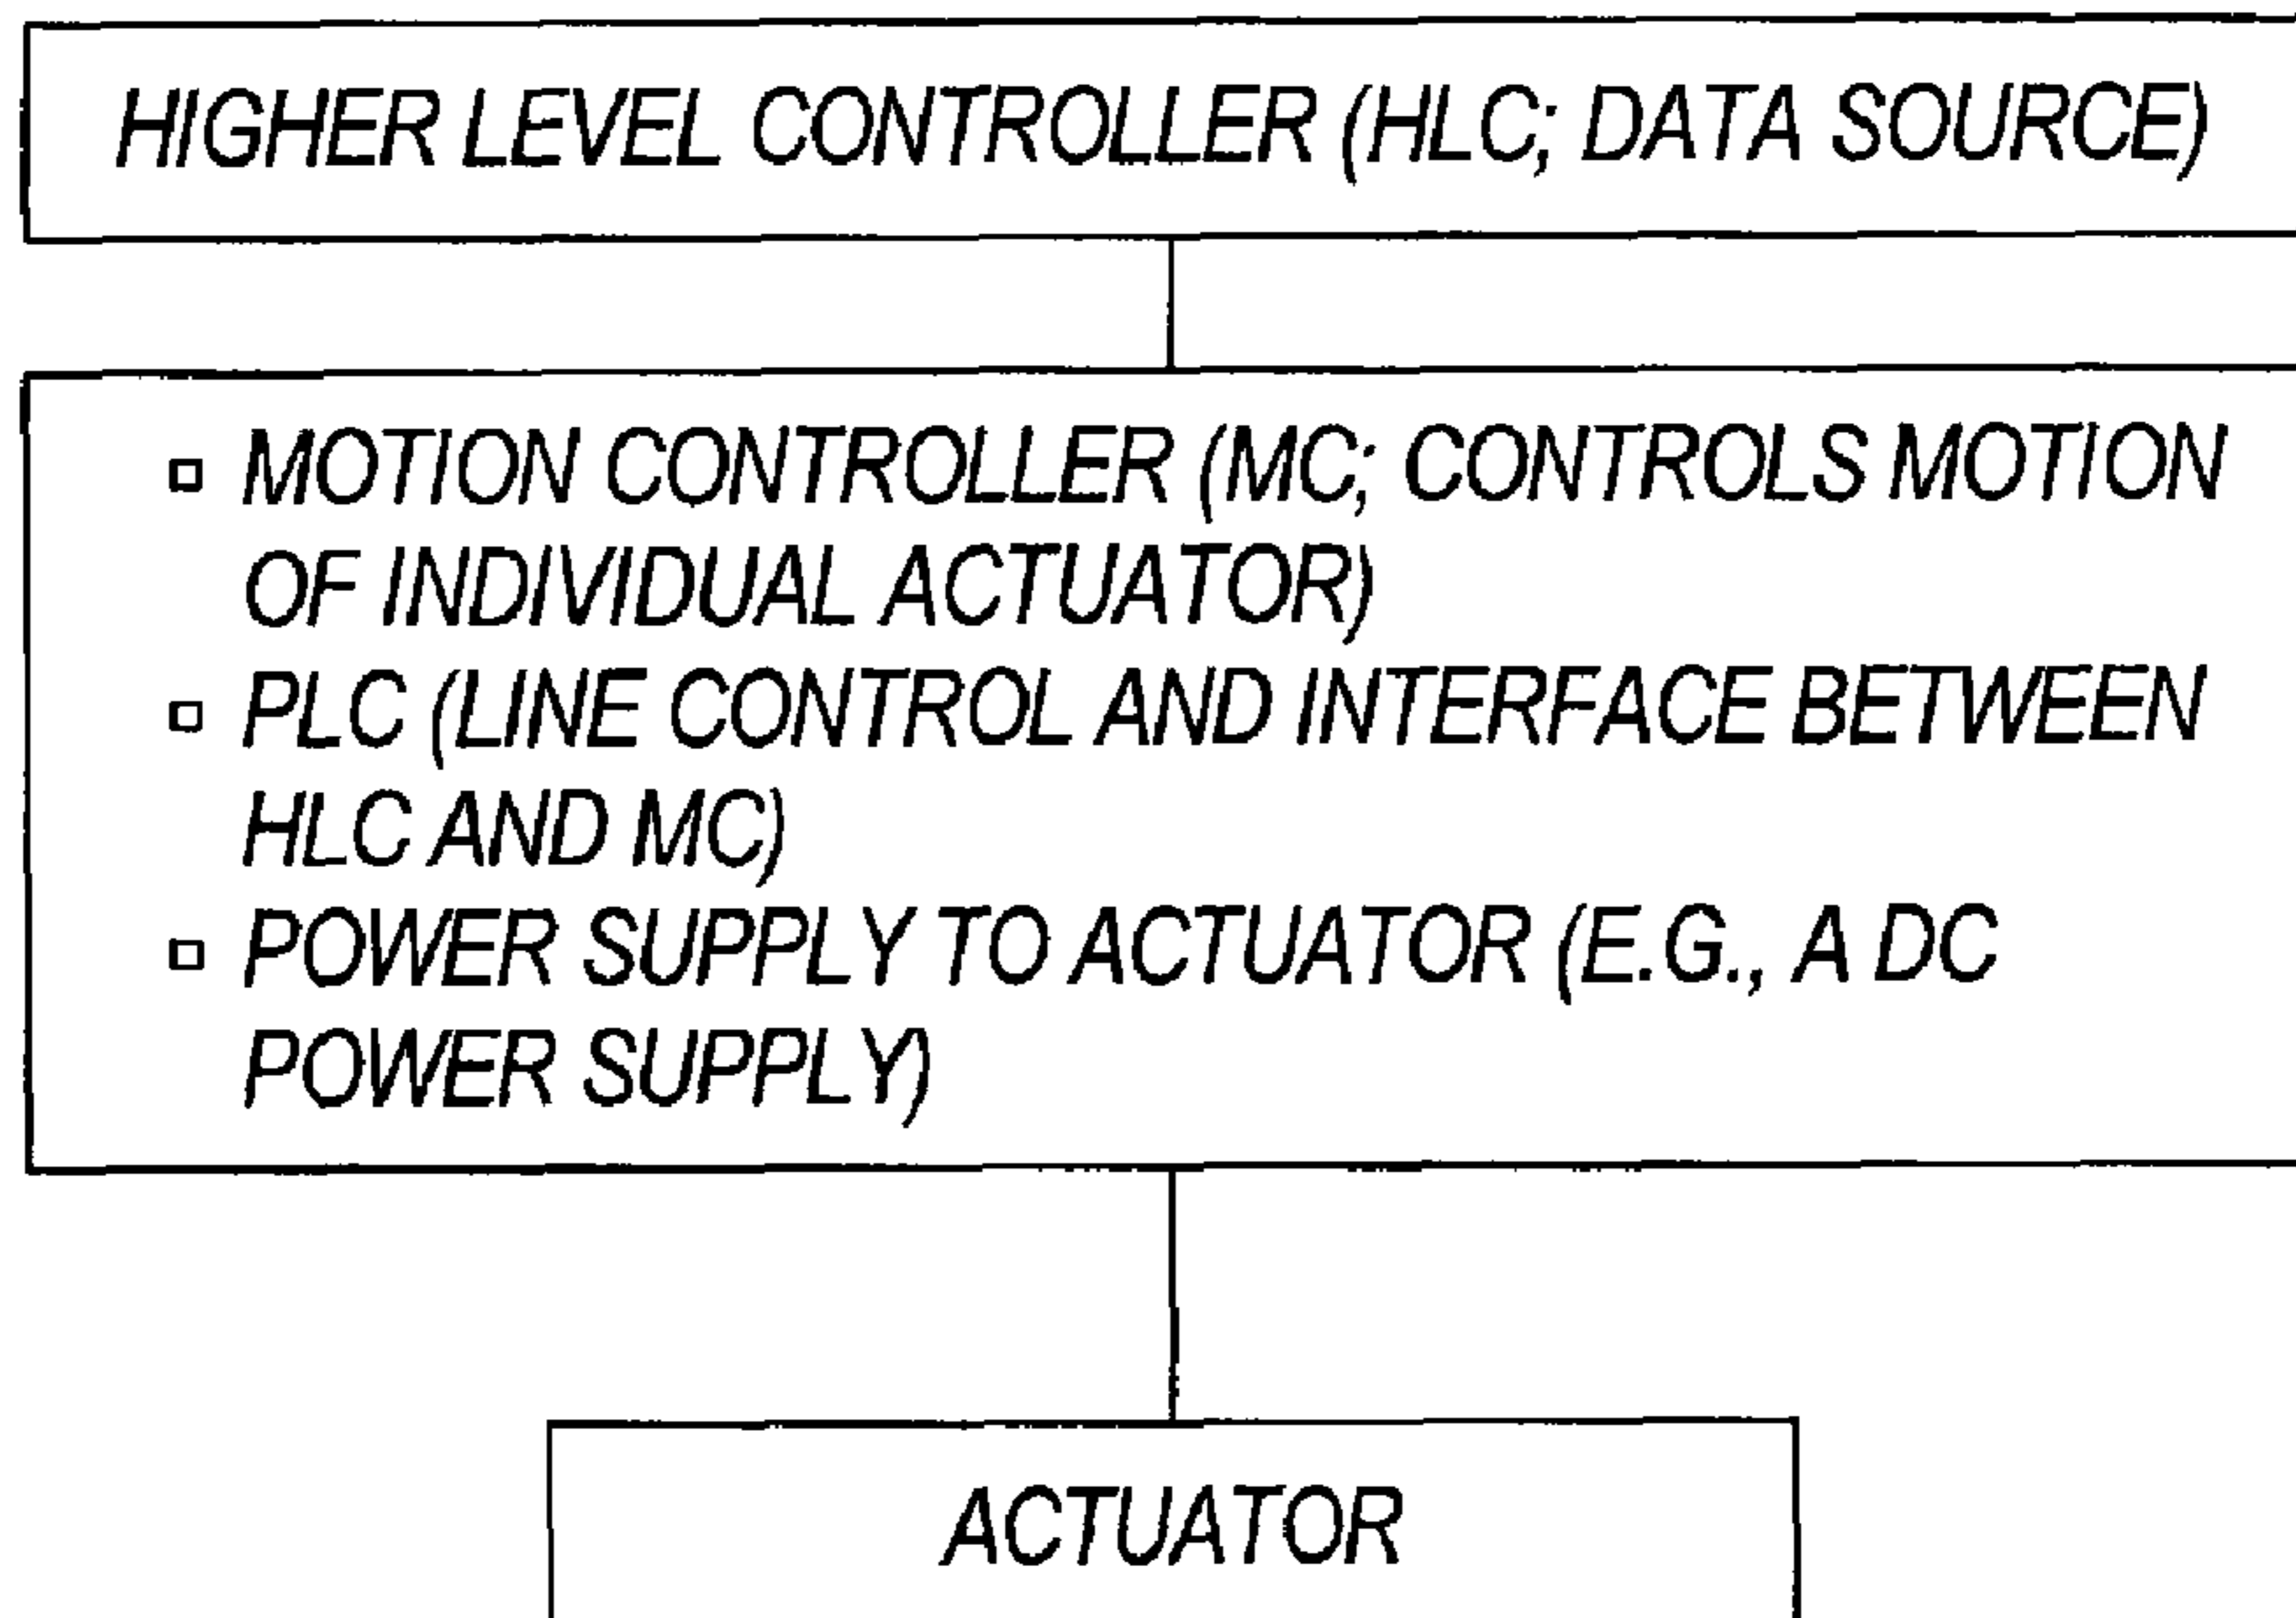 HIGHER LEVEL CONTROLLER (HLC; DATA SOURCE)
MOTION CONTROLLER (MC; CONTROLS MOTION
OF INDIVIDUAL ACTUATOR)
PLC (LINE CONTROL AND INTERFACE BETWEEN
HLC AND MC)
POWER SUPPLY TO ACTUATOR (E.G., A DC
POWER SUPPLY)
ACTUATOR